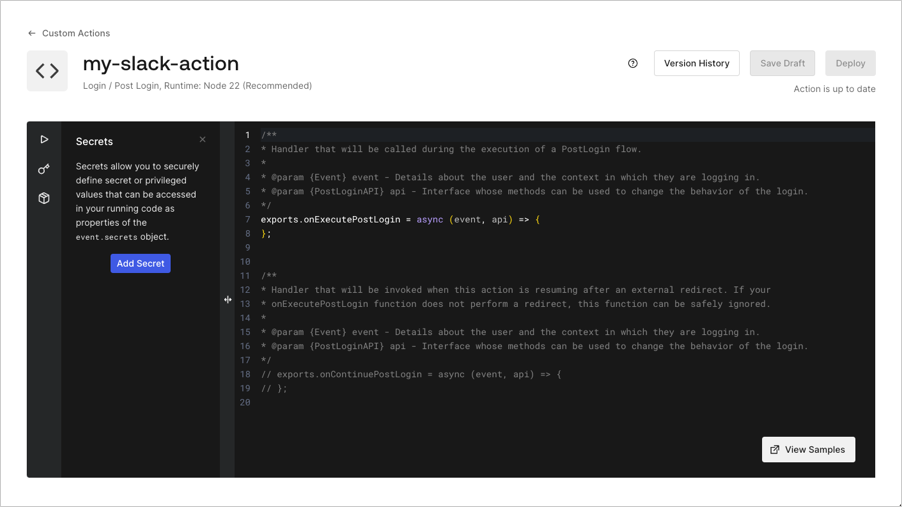 ← Custom Actions
my-slack-action
Login / Post Login, Runtime: Node 22 (Recommended)
Version History
Save Draft
Deploy
Action is up to date
Secrets
Secrets allow you to securely
define secret or privileged
values that can be accessed
in your running code as
properties of the
event.secrets object.
Add Secret
1 /**
2 * Handler that will be called during the execution of a PostLogin flow.
3 *
4 * @param {Event} event - Details about the user and the context in which they are logging in.
5 * @param {PostLoginAPI} api - Interface whose methods can be used to change the behavior of the login.
6 */
7 exports.onExecutePostLogin = async (event, api) => {
8 };
9
10
11 /**
12 * Handler that will be invoked when this action is resuming after an external redirect. If your
13 * onExecutePostLogin function does not perform a redirect, this function can be safely ignored.
14 *
15 * @param {Event} event - Details about the user and the context in which they are logging in.
16 * @param {PostLoginAPI} api - Interface whose methods can be used to change the behavior of the login.
17 */
18 // exports.onContinuePostLogin = async (event, api) => {
19 // };
20
View Samples